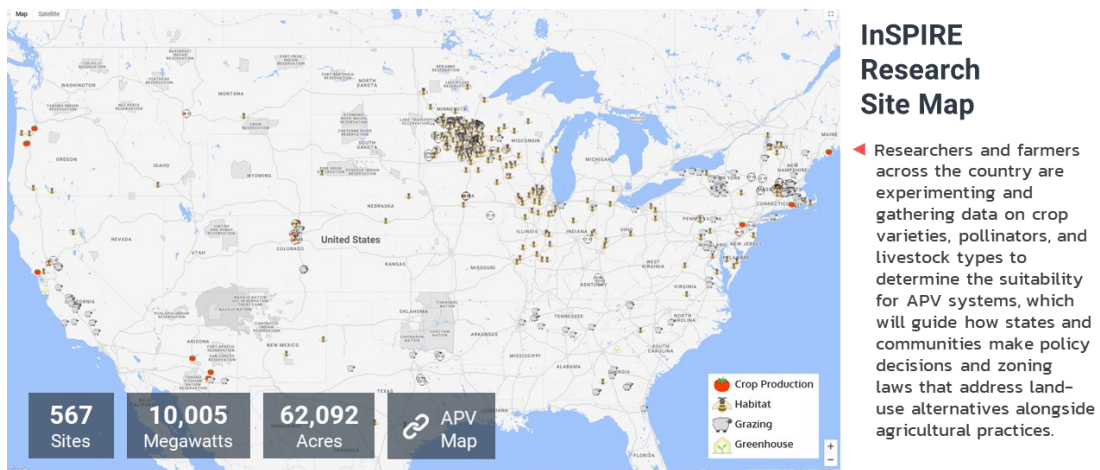 Map
Satellite
InSPIRE
Research
Site Map
Researchers and farmers
across the country are
experimenting and
gathering data on crop
varieties, pollinators, and
livestock types to
determine the suitability
for APV systems, which
will guide how states and
communities make policy
decisions and zoning
laws that address land-
use alternatives alongside
agricultural practices.
WASHINGTON
MONTANA
NORTH
DAKOTA
MINNESOTA
OREGON
IDAHO
SOUTH
DAKOTA
WISCONSIN
MICHIGAN
WYOMING
NEBRASKA
NEVADA
UTAH
COLORADO
United States
KANSAS
MISSOURI
ILLINOIS
INDIANA
OHIO
WEST
VIRGINIA
VIRGINIA
KENTUCKY
TENNESSEE
NORTH
CAROLINA
SOUTH
CAROLINA
ARIZONA
NEW MEXICO
OKLAHOMA
ARKANSAS
MISSISSIPPI
ALABAMA
TEXAS
FLORIDA
MAINE
NEW
HAMPSHIRE
NEW JERSEY
567
Sites
10,005
Megawatts
62,092
Acres
APV
Map
Crop Production
Habitat
Grazing
Greenhouse
+
−